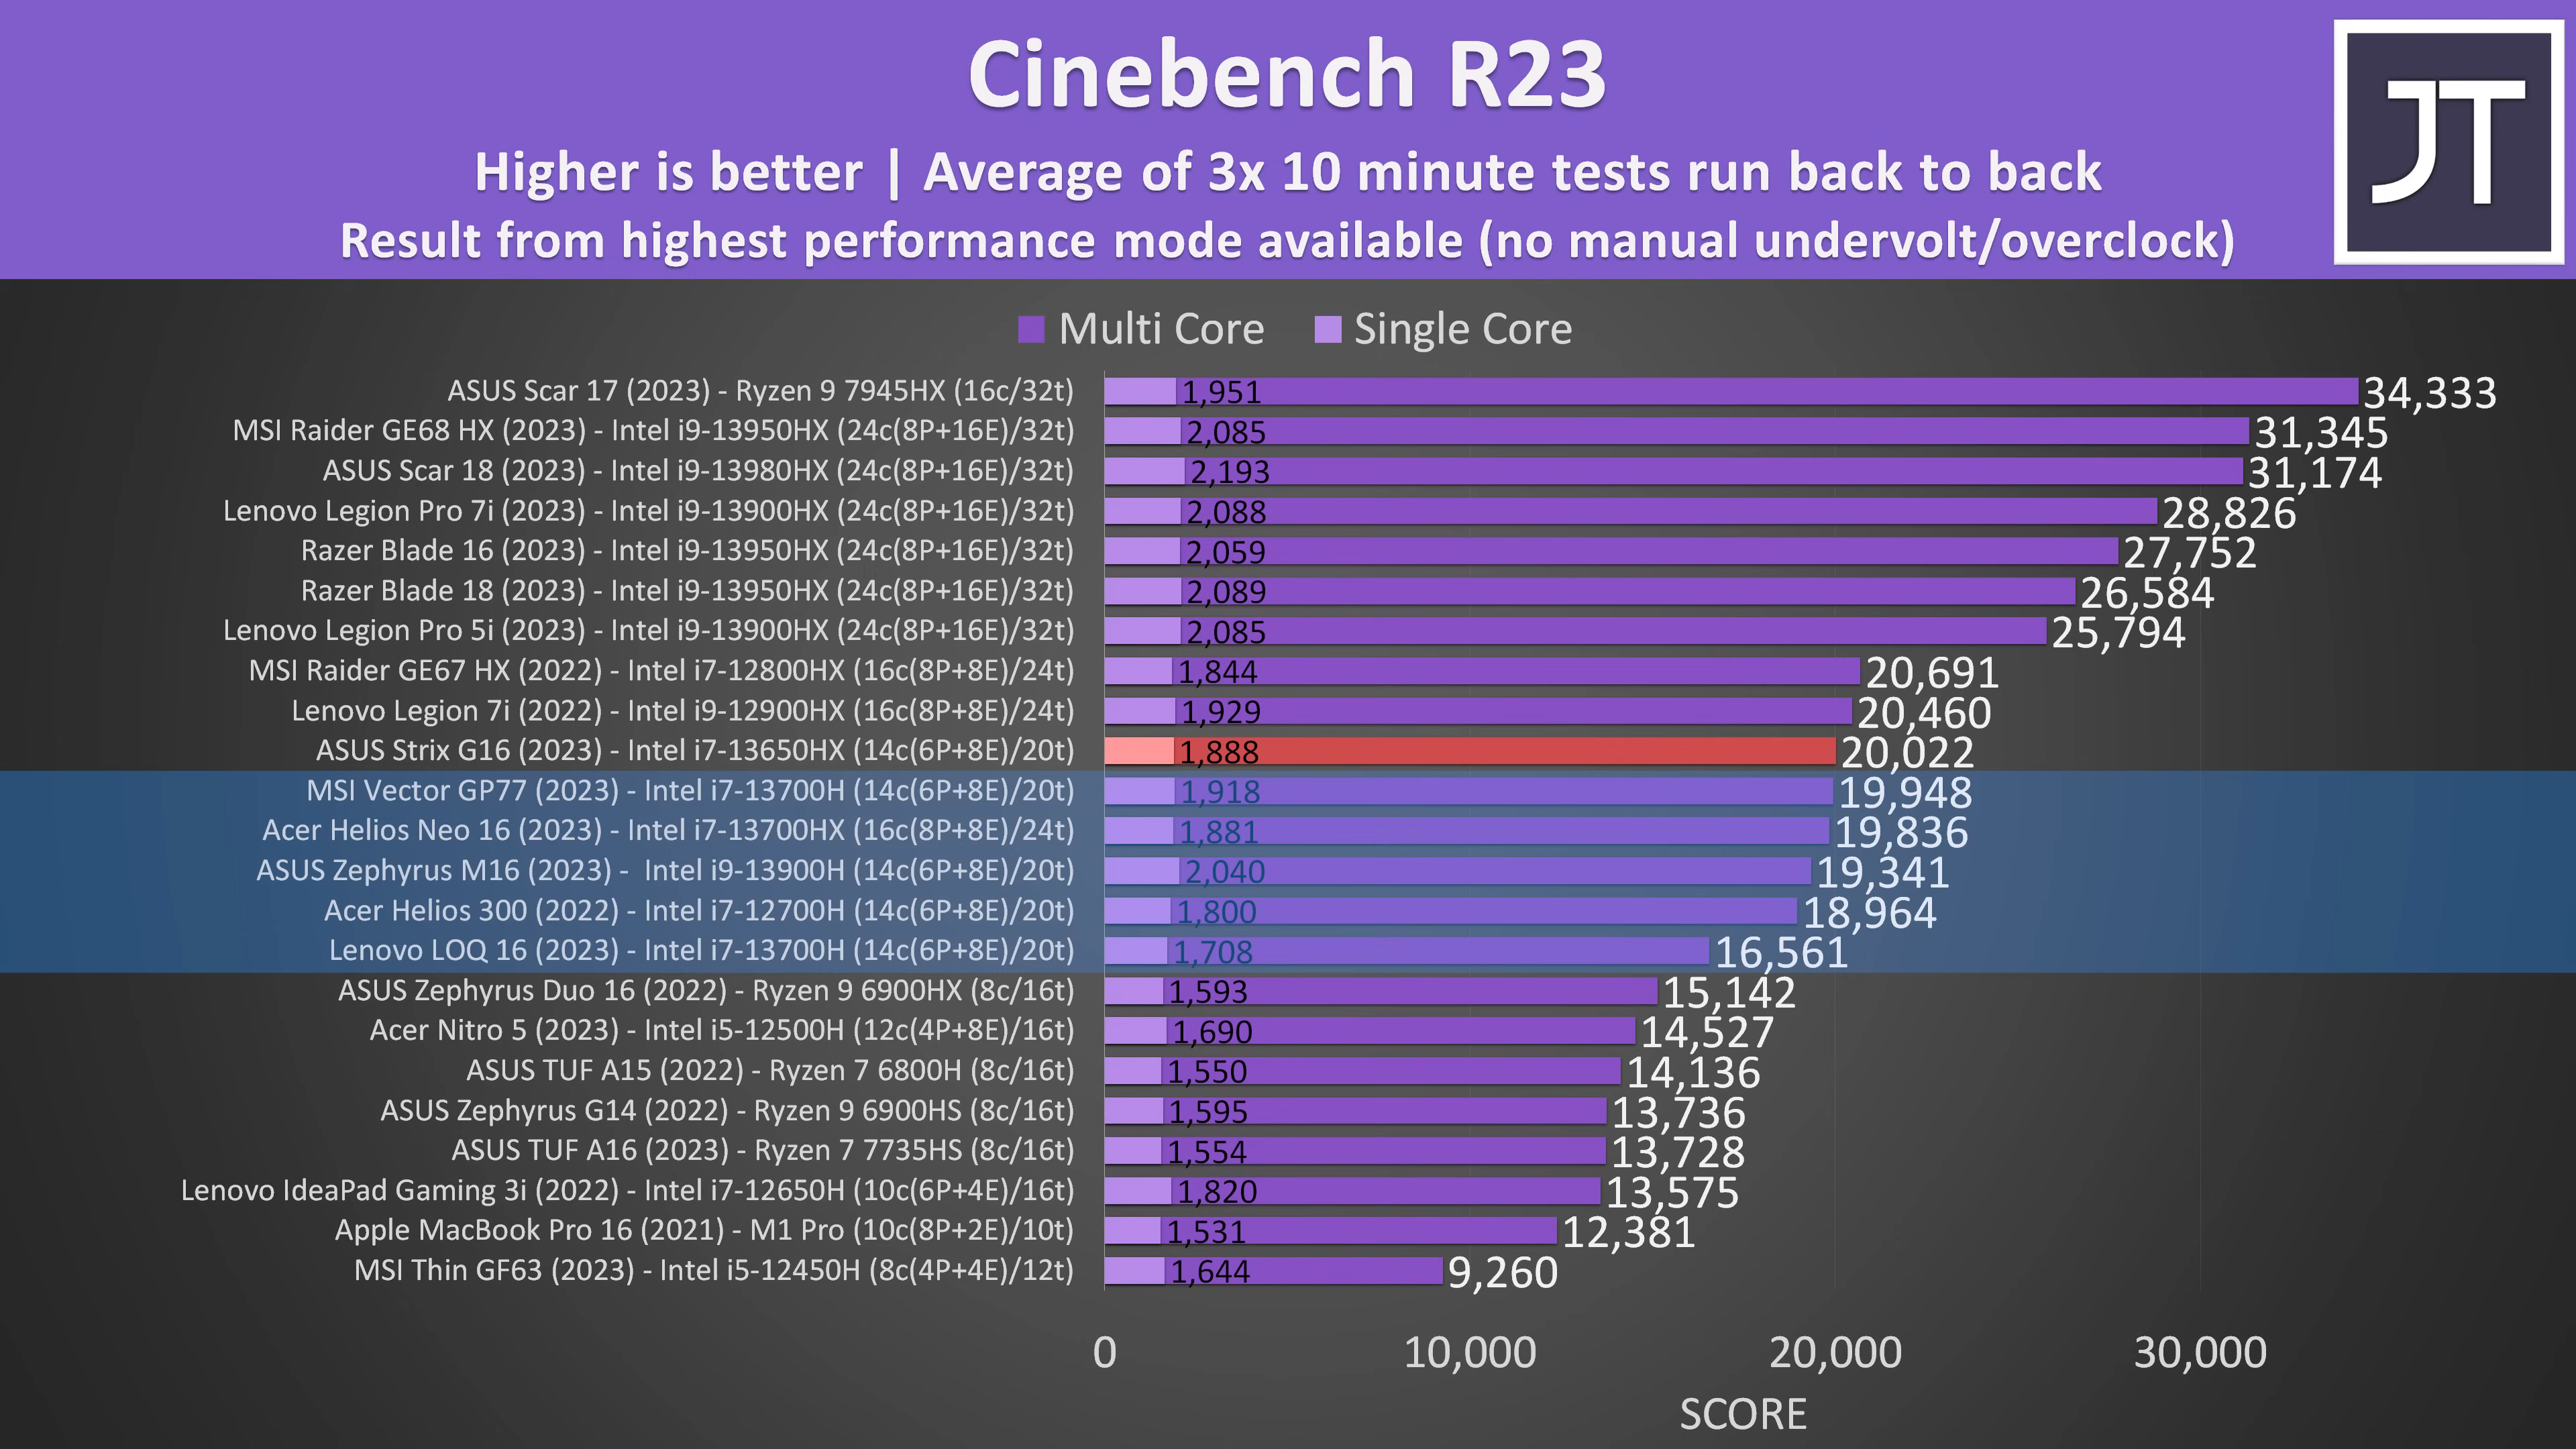 Cinebench R23
JT
Higher is better | Average of 3x 10 minute tests run back to back
Result from highest performance mode available (no manual undervolt/overclock)
Multi Core Single Core
ASUS Scar 17 (2023) - Ryzen 9 7945HX (16c/32t) 1,951 34,333
MSI Raider GE68 HX (2023) - Intel i9-13950HX (24c(8P+16E)/32t) 2,085 31,345
ASUS Scar 18 (2023) - Intel i9-13980HX (24c(8P+16E)/32t) 2,193 31,174
Lenovo Legion Pro 7i (2023) - Intel i9-13900HX (24c(8P+16E)/32t) 2,088 28,826
Razer Blade 16 (2023) - Intel i9-13950HX (24c(8P+16E)/32t) 2,059 27,752
Razer Blade 18 (2023) - Intel i9-13950HX (24c(8P+16E)/32t) 2,089 26,584
Lenovo Legion Pro 5i (2023) - Intel i9-13900HX (24c(8P+16E)/32t) 2,085 25,794
MSI Raider GE67 HX (2022) - Intel i7-12800HX (16c(8P+8E)/24t) 1,844 20,691
Lenovo Legion 7i (2022) - Intel i9-12900HX (16c(8P+8E)/24t) 1,929 20,460
ASUS Strix G16 (2023) - Intel i7-13650HX (14c(6P+8E)/20t) 1,888 20,022
MSI Vector GP77 (2023) - Intel i7-13700H (14c(6P+8E)/20t) 1,918 19,948
Acer Helios Neo 16 (2023) - Intel i7-13700HX (16c(8P+8E)/24t) 1,881 19,836
ASUS Zephyrus M16 (2023) - Intel i9-13900H (14c(6P+8E)/20t) 2,040 19,341
Acer Helios 300 (2022) - Intel i7-12700H (14c(6P+8E)/20t) 1,800 18,964
Lenovo LOQ 16 (2023) - Intel i7-13700H (14c(6P+8E)/20t) 1,708 16,561
ASUS Zephyrus Duo 16 (2022) - Ryzen 9 6900HX (8c/16t) 1,593 15,142
Acer Nitro 5 (2023) - Intel i5-12500H (12c(4P+8E)/16t) 1,690 14,527
ASUS TUF A15 (2022) - Ryzen 7 6800H (8c/16t) 1,550 14,136
ASUS Zephyrus G14 (2022) - Ryzen 9 6900HS (8c/16t) 1,595 13,736
ASUS TUF A16 (2023) - Ryzen 7 7735HS (8c/16t) 1,554 13,728
Lenovo IdeaPad Gaming 3i (2022) - Intel i7-12650H (10c(6P+4E)/16t) 1,820 13,575
Apple MacBook Pro 16 (2021) - M1 Pro (10c(8P+2E)/10t) 1,531 12,381
MSI Thin GF63 (2023) - Intel i5-12450H (8c(4P+4E)/12t) 1,644 9,260
0 10,000 20,000 30,000
SCORE